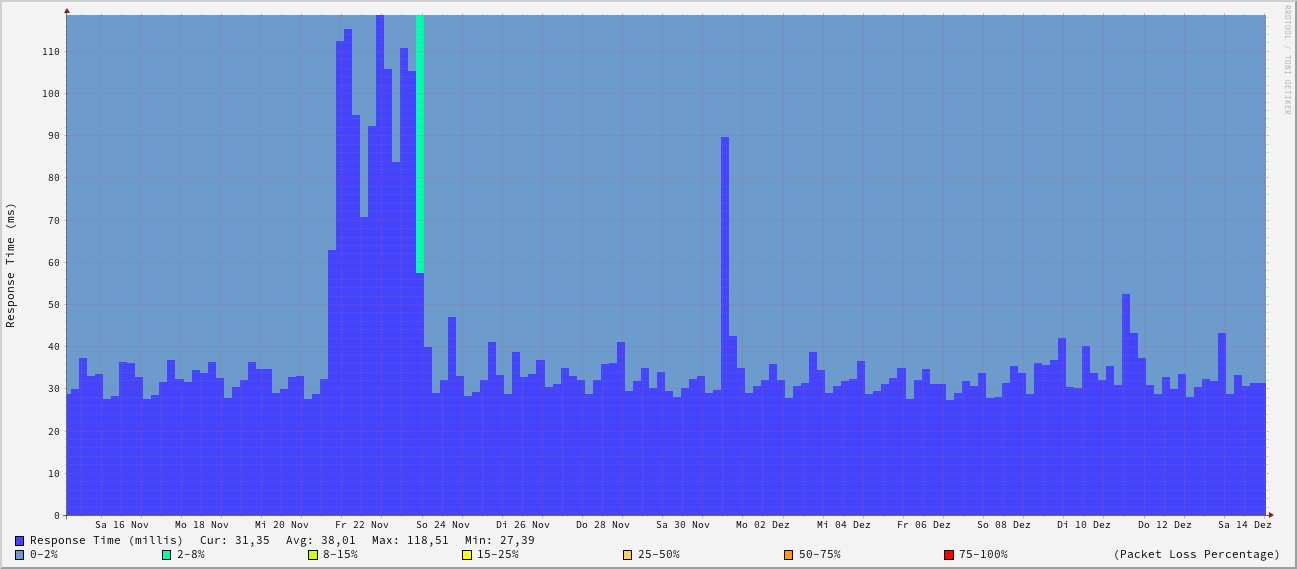 RRDTOOL / TOBI OETIKER
Response Time (ms)
110
100
90
80
70
60
50
40
30
20
10
0
Sa 16 Nov Mo 18 Nov Mi 20 Nov Fr 22 Nov So 24 Nov Di 26 Nov Do 28 Nov Sa 30 Nov Mo 02 Dez Mi 04 Dez Fr 06 Dez So 08 Dez Di 10 Dez Do 12 Dez Sa 14 Dez
Response Time (millis) Cur: 31,35 Avg: 38,01 Max: 118,51 Min: 27,39
0-2% 2-8% 8-15% 15-25% 25-50% 50-75% 75-100% (Packet Loss Percentage)